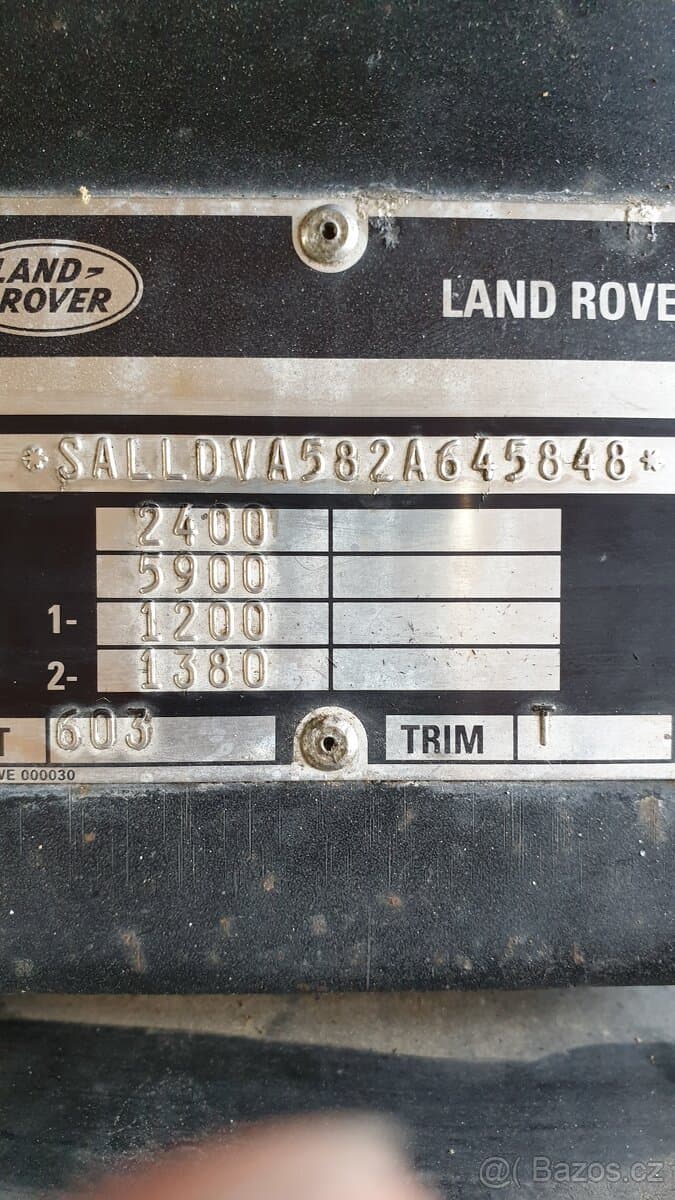 LAND-
ROVER
LAND ROVE
*SALLDVA582A645848*
2400
5900
1- 1200
2- 1380
T 603 TRIM T
VE 000030
@( Bazos.cz